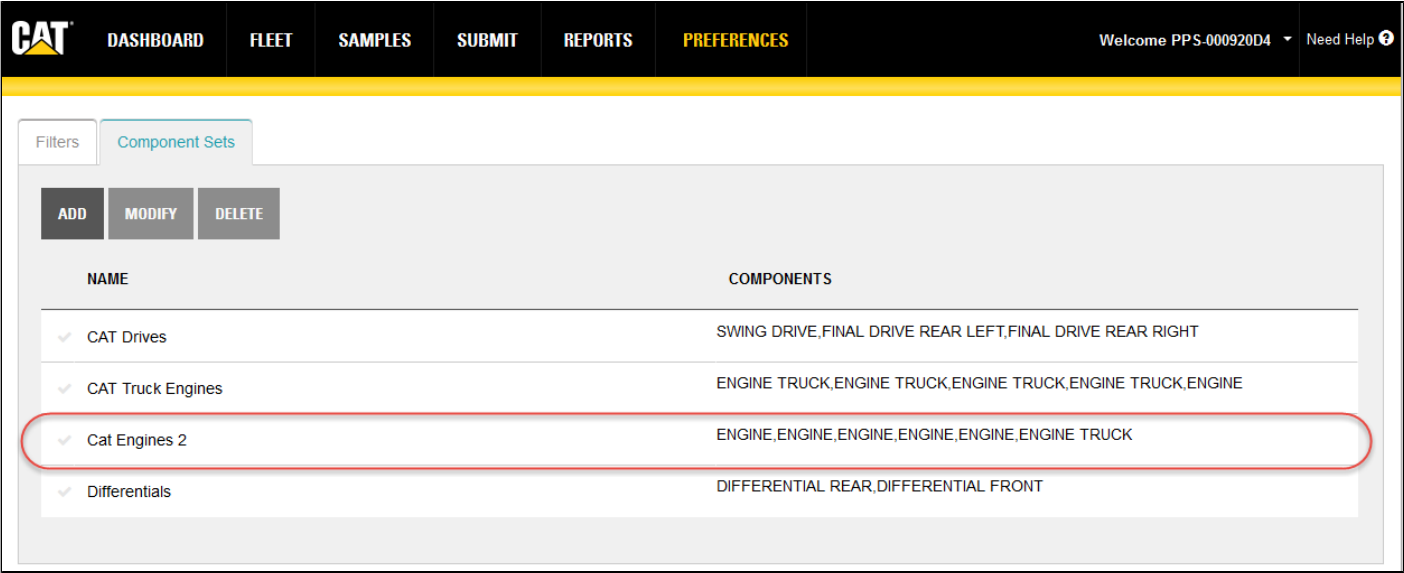 CAT DASHBOARD FLEET SAMPLES SUBMIT REPORTS PREFERENCES Welcome PPS-000920D4 Need Help ?
Filters Component Sets
ADD MODIFY DELETE
NAME COMPONENTS
CAT Drives SWING DRIVE,FINAL DRIVE REAR LEFT,FINAL DRIVE REAR RIGHT
CAT Truck Engines ENGINE TRUCK,ENGINE TRUCK,ENGINE TRUCK,ENGINE TRUCK,ENGINE
Cat Engines 2 ENGINE,ENGINE,ENGINE,ENGINE,ENGINE,ENGINE TRUCK
Differentials DIFFERENTIAL REAR,DIFFERENTIAL FRONT